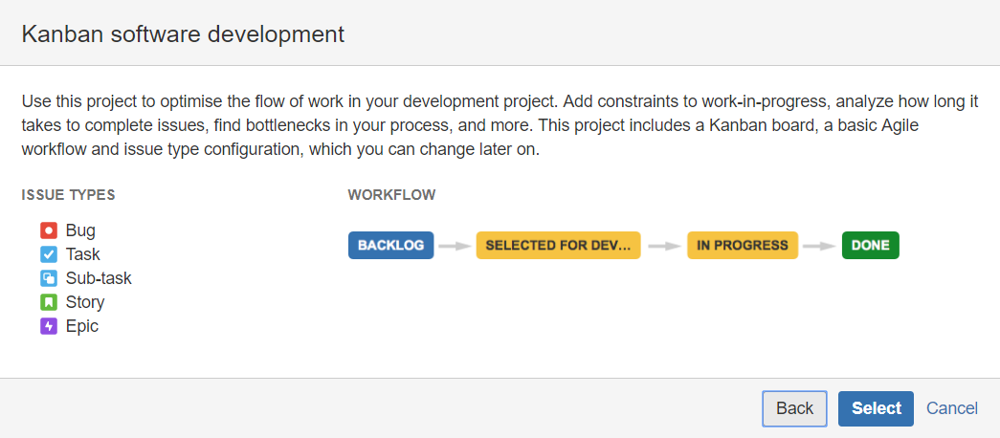 Kanban software development
Use this project to optimise the flow of work in your development project. Add constraints to work-in-progress, analyze how long it
takes to complete issues, find bottlenecks in your process, and more. This project includes a Kanban board, a basic Agile
workflow and issue type configuration, which you can change later on.
ISSUE TYPES
Bug
Task
Sub-task
Story
Epic
WORKFLOW
BACKLOG
SELECTED FOR DEV...
IN PROGRESS
DONE
Back
Select
Cancel